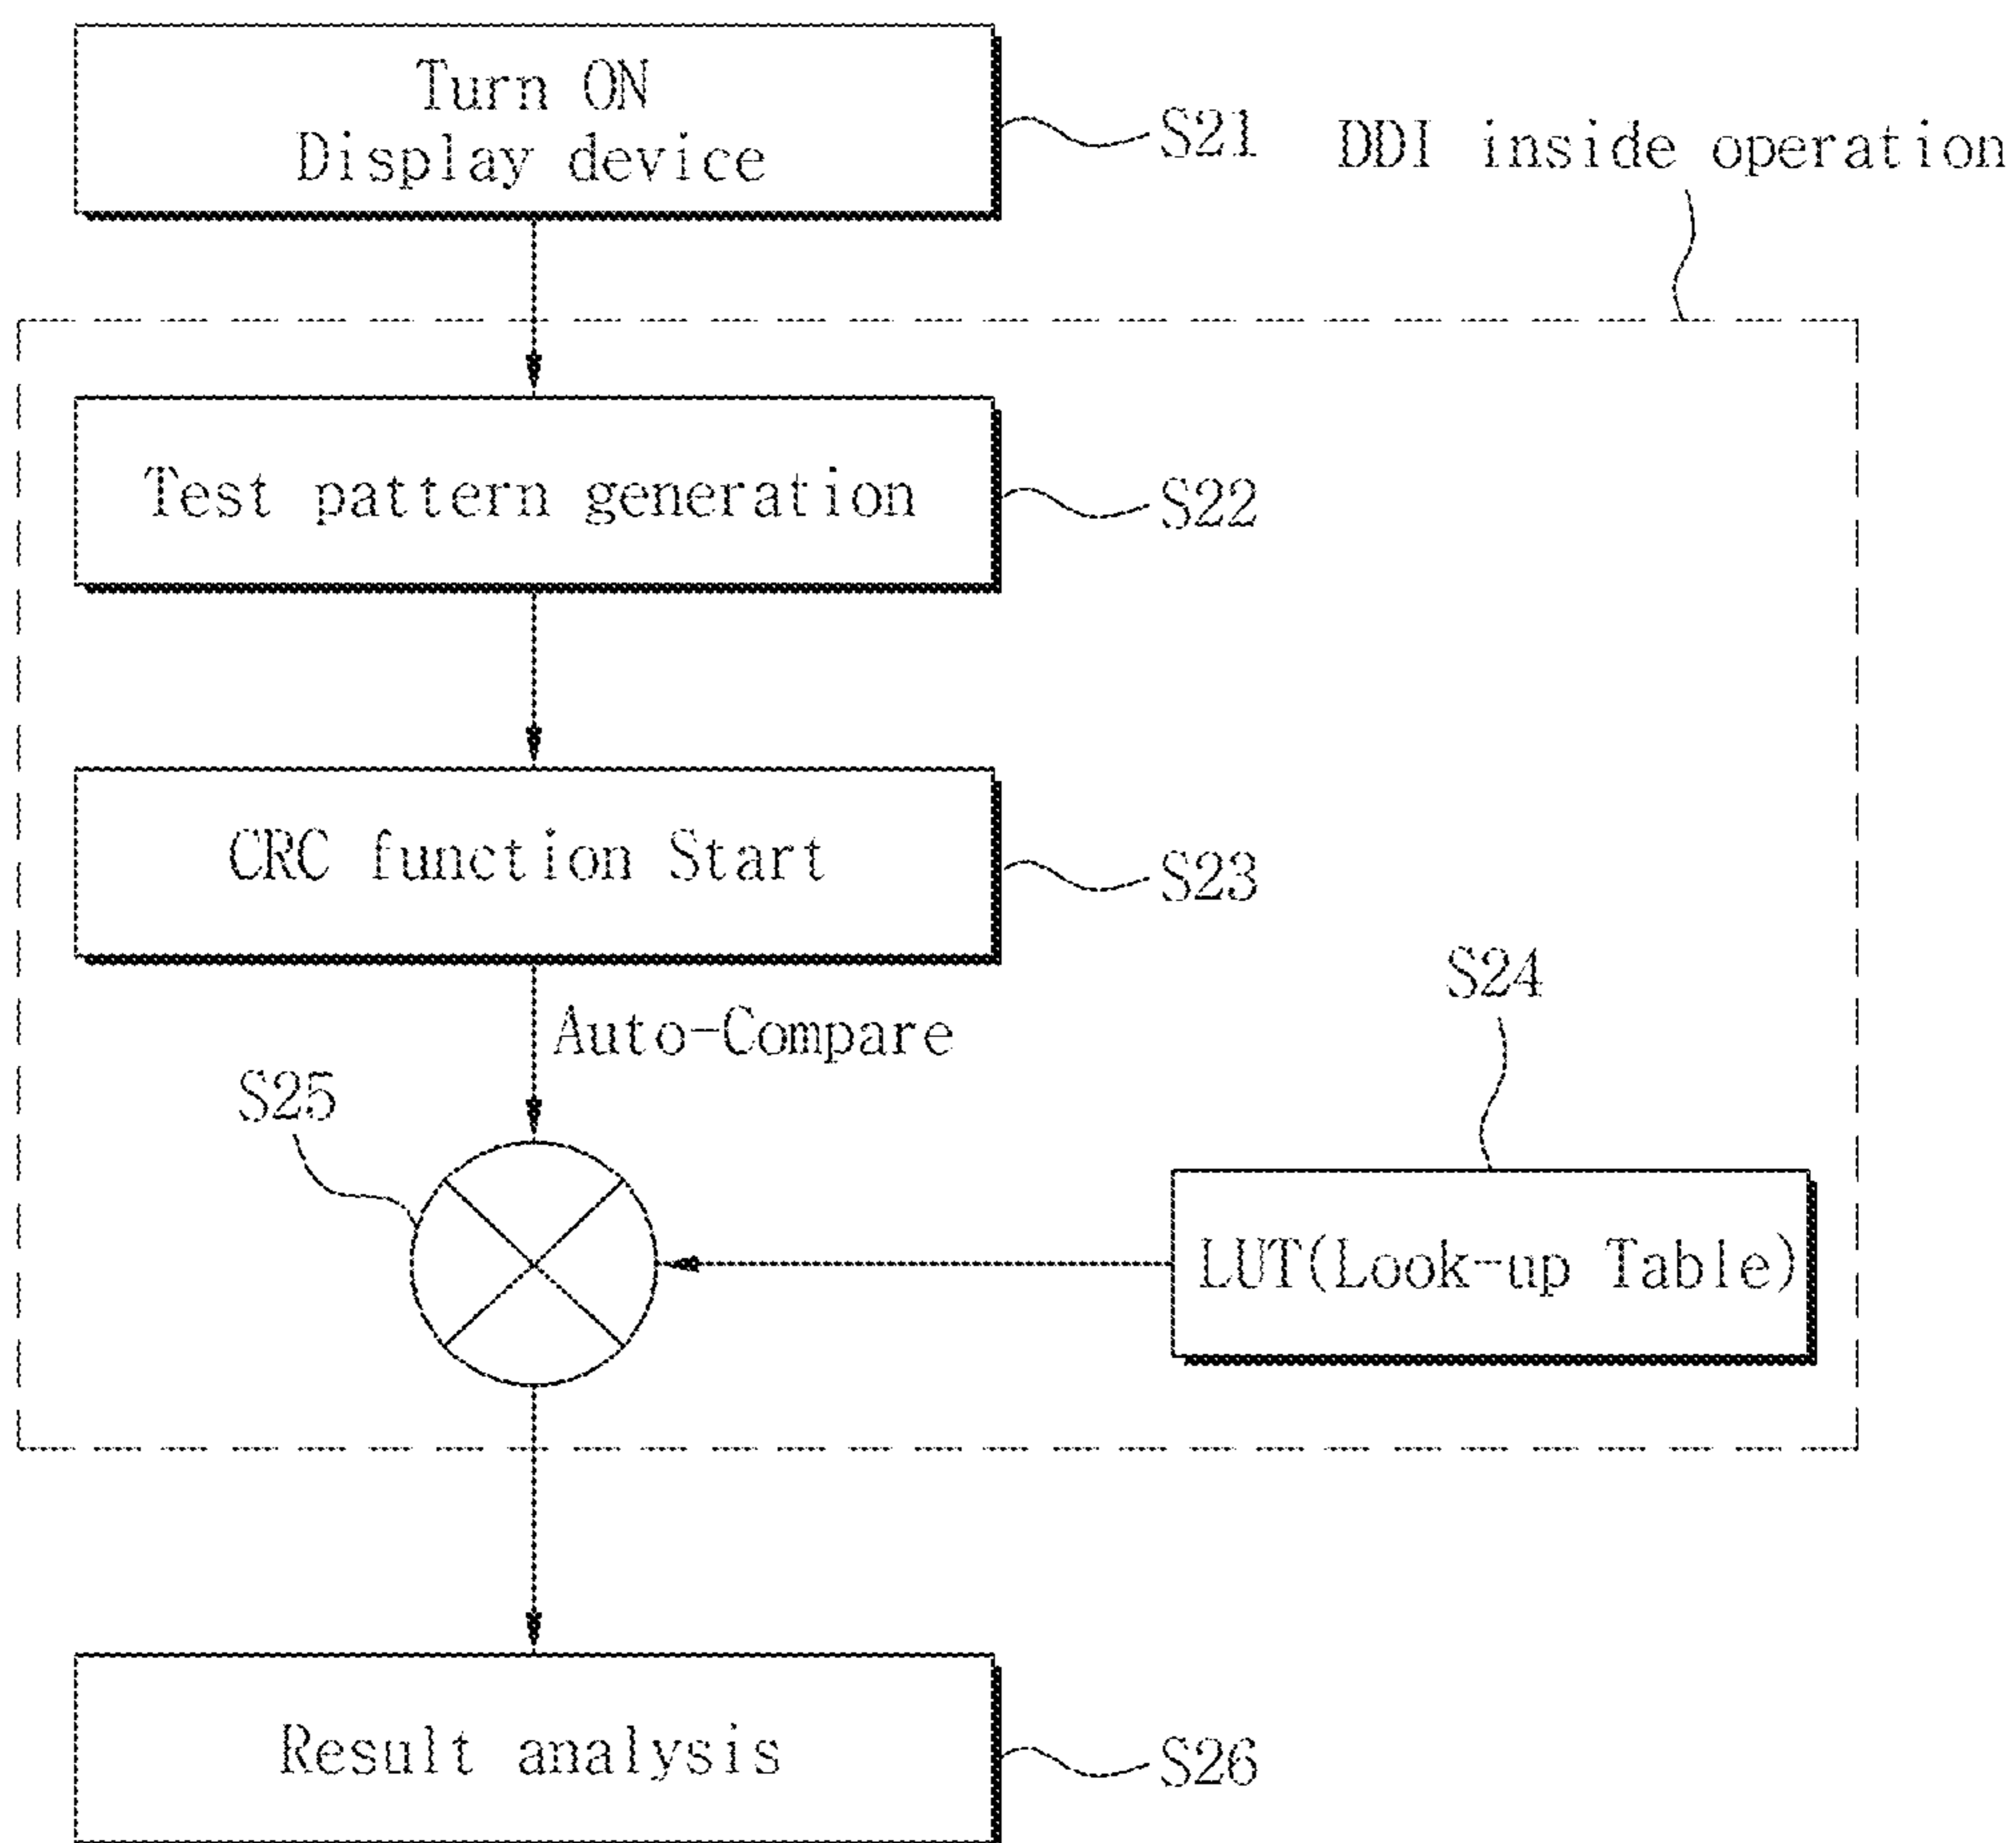 Turn ON
Display device
S21
DDI inside operation
Test pattern generation
S22
CRC function Start
S23
Auto-Compare
S24
S25
LUT(Look-up Table)
Result analysis
S26